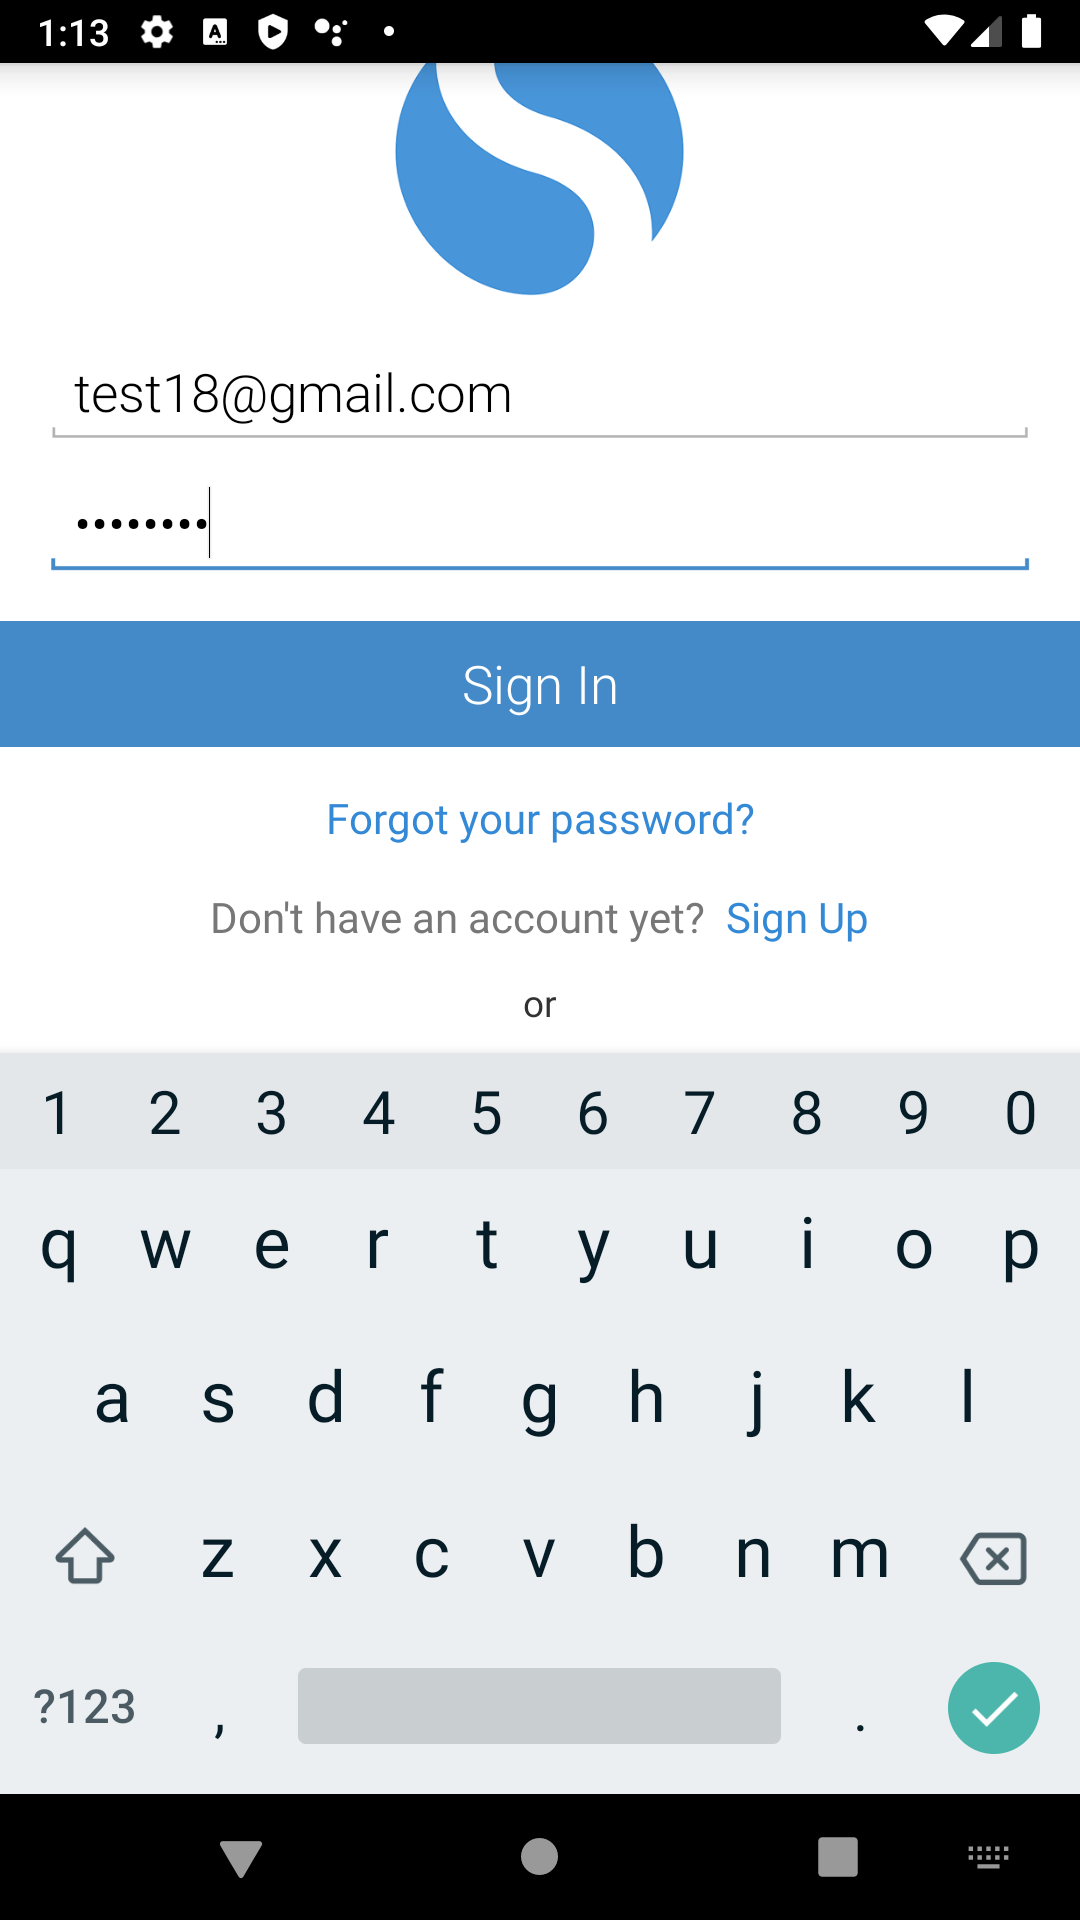 1:13
test18@gmail.com
••••••••
Sign In
Forgot your password?
Don't have an account yet? Sign Up
or
1 2 3 4 5 6 7 8 9 0
q w e r t y u i o p
a s d f g h j k l
z x c v b n m
?123 , .